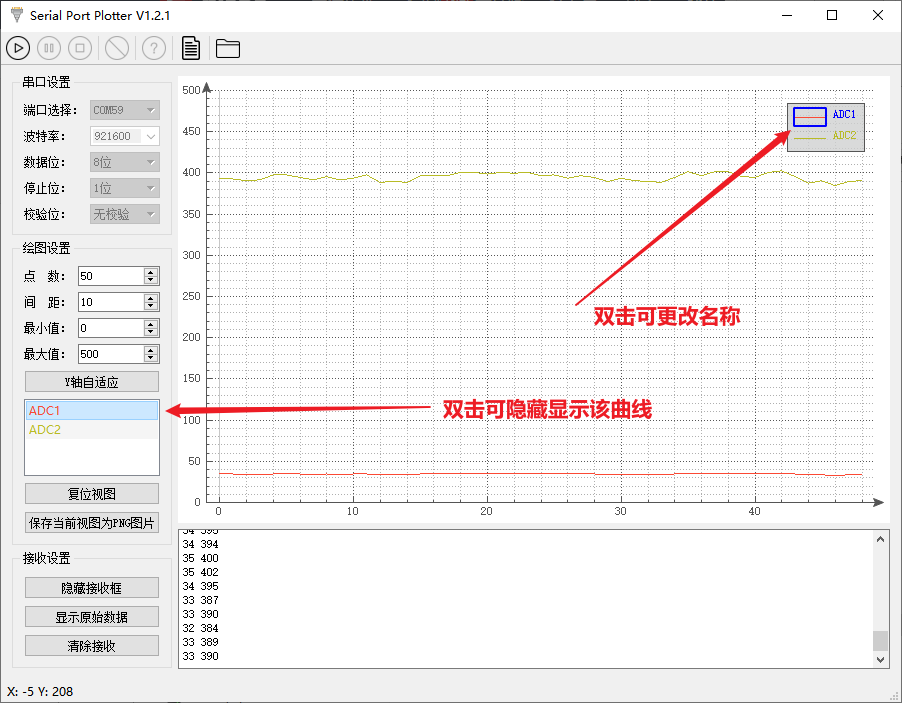 Serial Port Plotter V1.2.1
串口设置
端口选择: COM59
波特率: 921600
数据位: 8位
停止位: 1位
校验位: 无校验
绘图设置
点 数: 50
间 距: 10
最小值: 0
最大值: 500
Y轴自适应
ADC1
ADC2
复位视图
保存当前视图为PNG图片
接收设置
隐藏接收框
显示原始数据
清除接收
500
450
400
350
300
250
200
150
100
50
0
0 10 20 30 40
ADC1
ADC2
双击可更改名称
双击可隐藏显示该曲线
34 395
34 394
35 400
35 402
34 395
33 387
33 390
32 384
33 389
33 390
X: -5 Y: 208